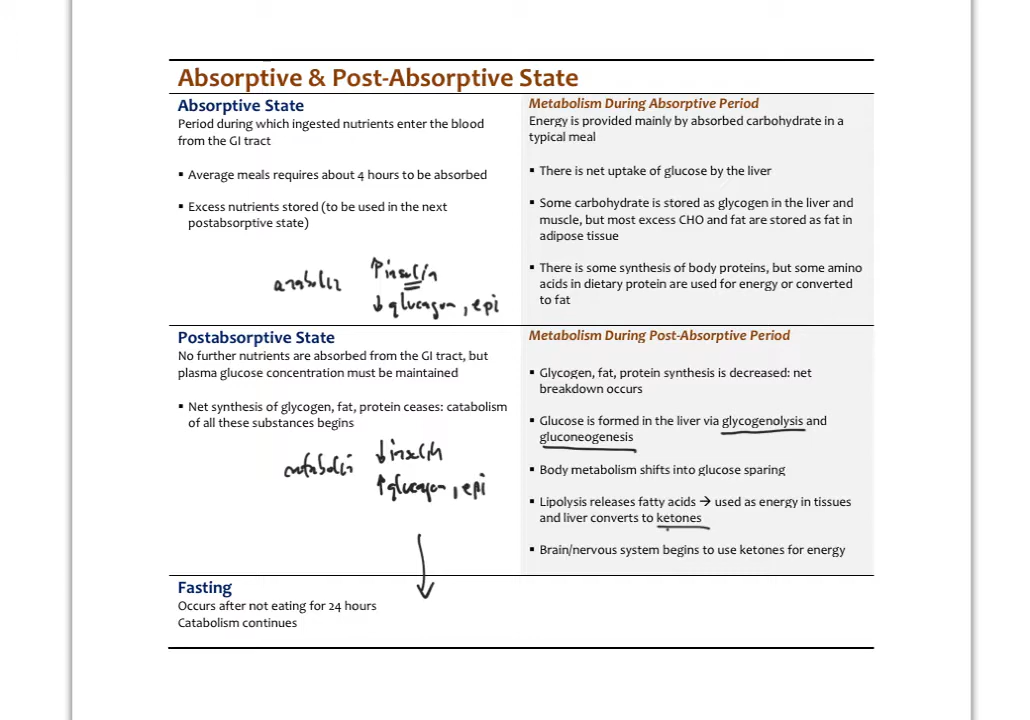 Absorptive & Post-Absorptive State
Absorptive State
Period during which ingested nutrients enter the blood
from the GI tract
▪ Average meals requires about 4 hours to be absorbed
▪ Excess nutrients stored (to be used in the next
postabsorptive state)
anabolic
↑insulin
↓glucagon, epi
Metabolism During Absorptive Period
Energy is provided mainly by absorbed carbohydrate in a
typical meal
▪ There is net uptake of glucose by the liver
▪ Some carbohydrate is stored as glycogen in the liver and
muscle, but most excess CHO and fat are stored as fat in
adipose tissue
▪ There is some synthesis of body proteins, but some amino
acids in dietary protein are used for energy or converted
to fat
Postabsorptive State
No further nutrients are absorbed from the GI tract, but
plasma glucose concentration must be maintained
▪ Net synthesis of glycogen, fat, protein ceases: catabolism
of all these substances begins
catabolic
↓insulin
↑glucagon, epi
Metabolism During Post-Absorptive Period
▪ Glycogen, fat, protein synthesis is decreased: net
breakdown occurs
▪ Glucose is formed in the liver via glycogenolysis and
gluconeogenesis
▪ Body metabolism shifts into glucose sparing
▪ Lipolysis releases fatty acids → used as energy in tissues
and liver converts to ketones
▪ Brain/nervous system begins to use ketones for energy
Fasting
Occurs after not eating for 24 hours
Catabolism continues